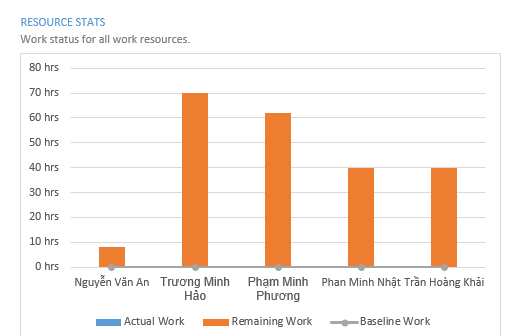 RESOURCE STATS
Work status for all work resources.
80 hrs
70 hrs
60 hrs
50 hrs
40 hrs
30 hrs
20 hrs
10 hrs
0 hrs
Nguyễn Văn An
Trương Minh
Hảo
Phạm Minh
Phương
Phan Minh Nhật
Trần Hoàng Khải
Actual Work
Remaining Work
Baseline Work